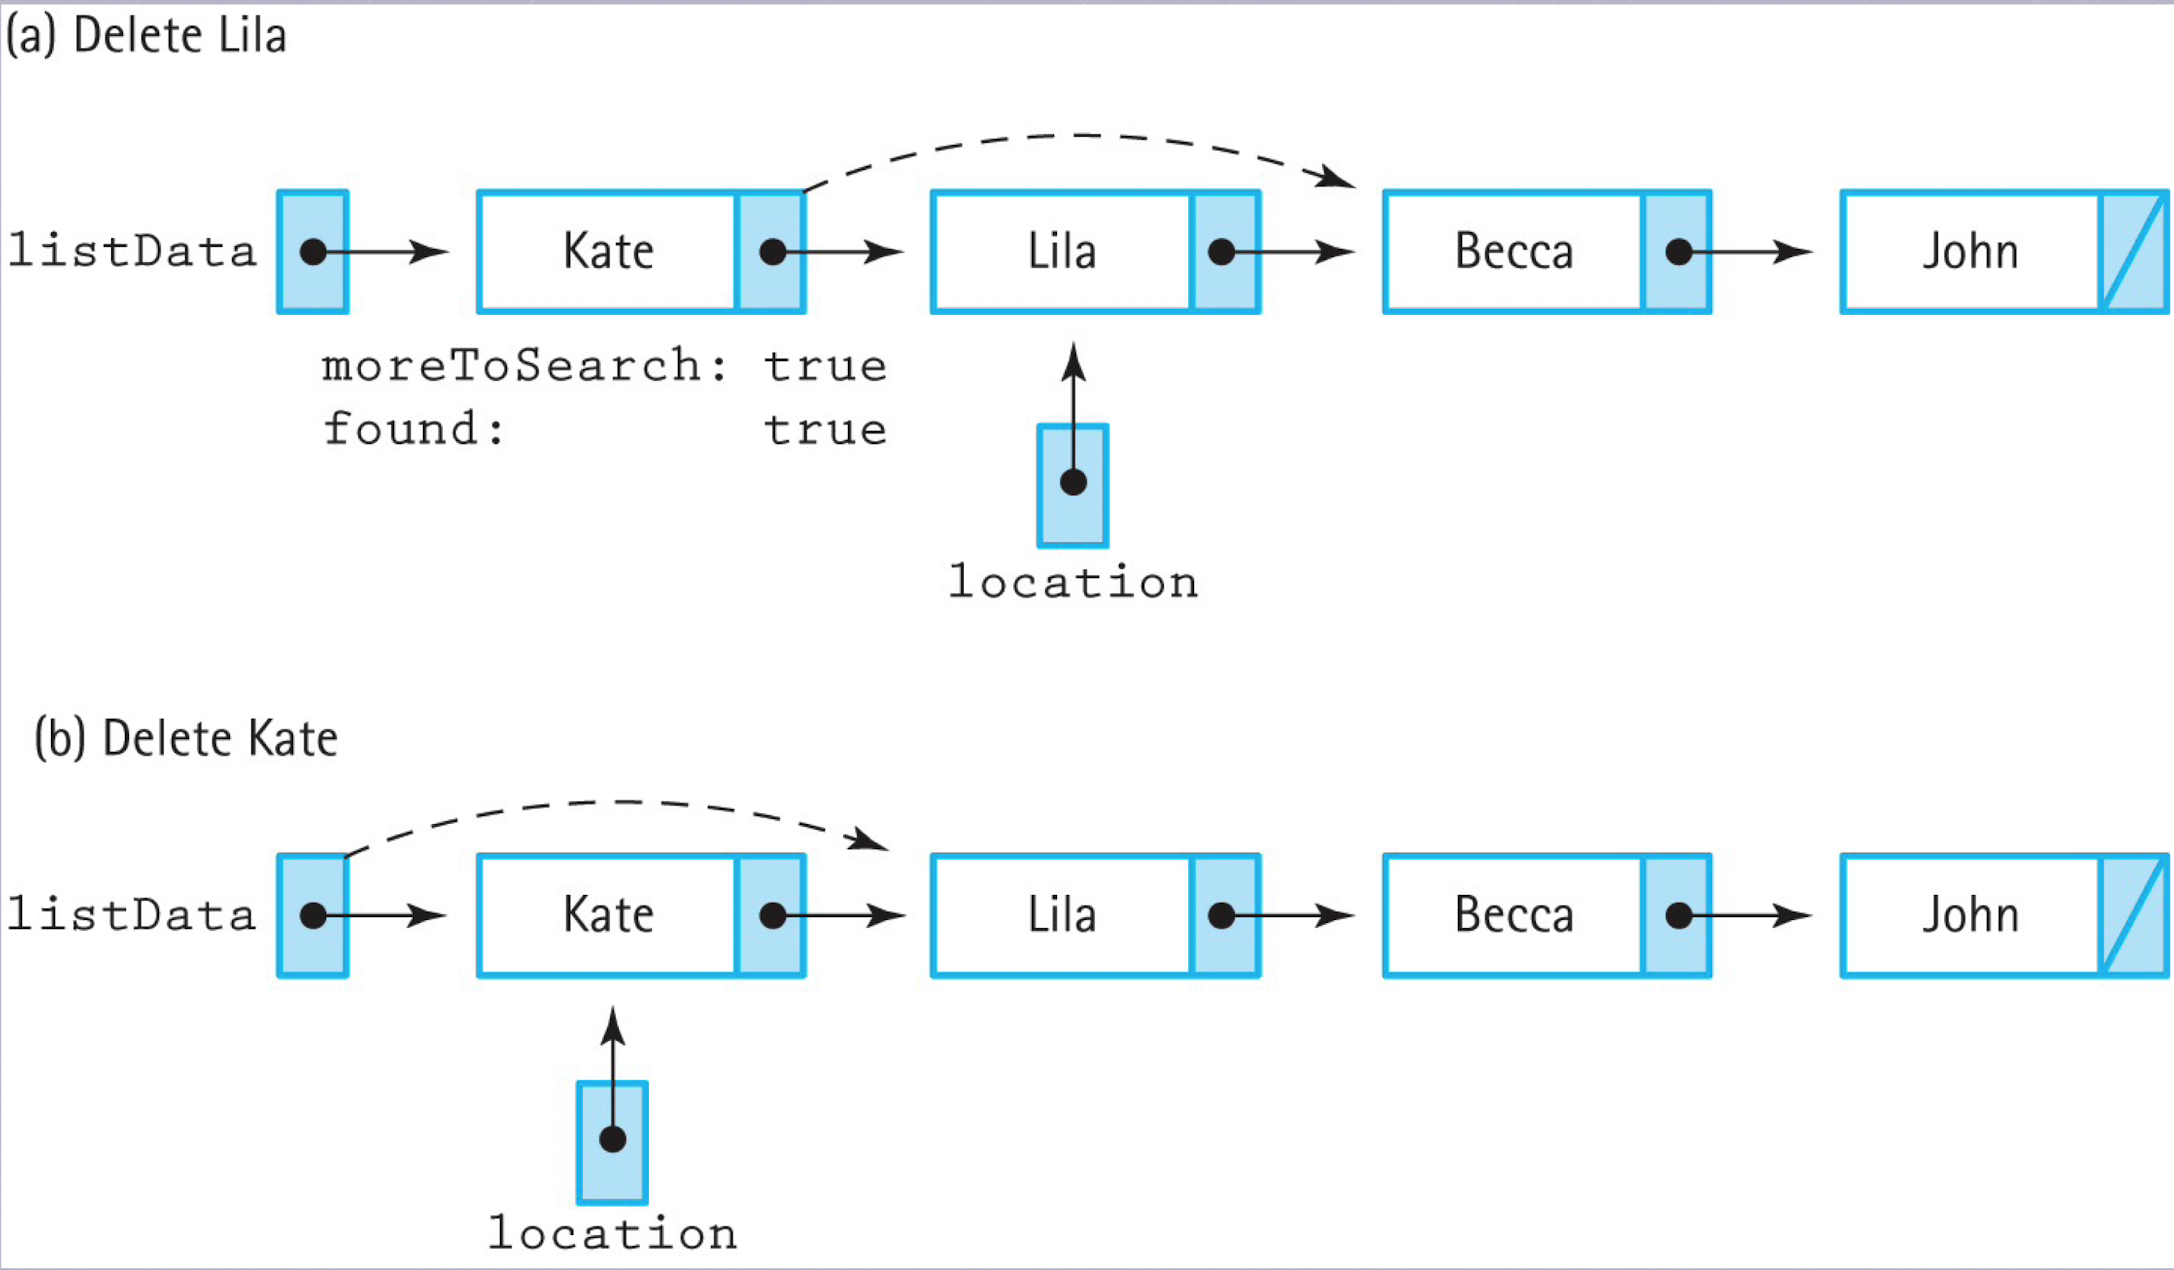 (a) Delete Lila
listData Kate Lila Becca John
moreToSearch: true
found: true
location
(b) Delete Kate
listData Kate Lila Becca John
location